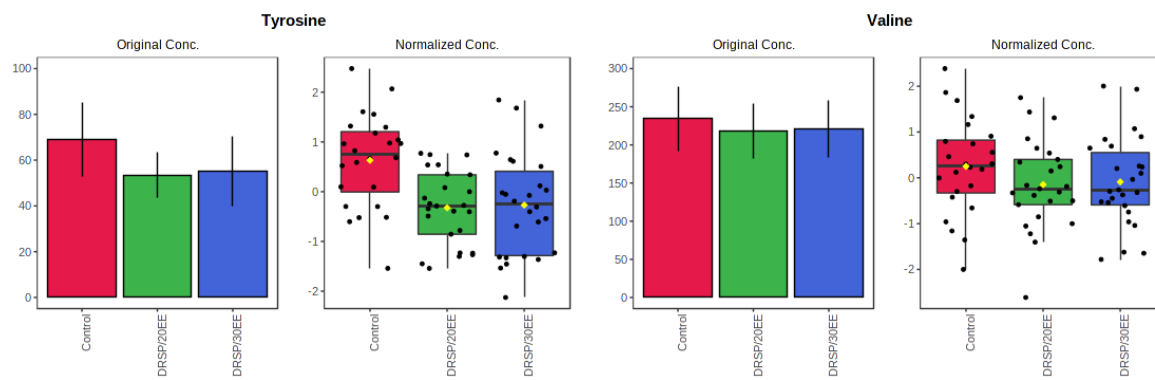 Tyrosine
Original Conc.
Normalized Conc.
100
80
60
40
20
0
2
1
0
-1
-2
Control
DRSP/20EE
DRSP/30EE
Control
DRSP/20EE
DRSP/30EE
Valine
Original Conc.
Normalized Conc.
300
250
200
150
100
50
0
2
1
0
-1
-2
Control
DRSP/20EE
DRSP/30EE
Control
DRSP/20EE
DRSP/30EE